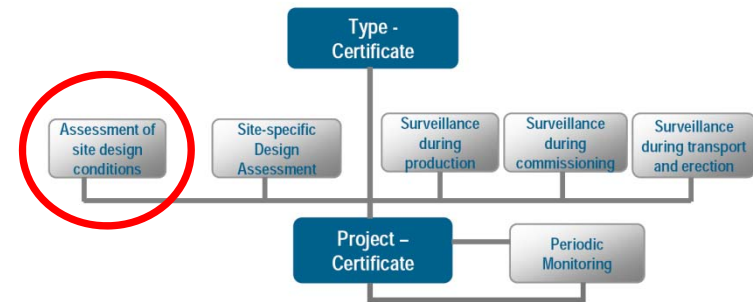 Type -
Certificate
Assessment of
site design
conditions
Site-specific
Design
Assessment
Surveillance
during
production
Surveillance
during
commissioning
Surveillance
during transport
and erection
Project –
Certificate
Periodic
Monitoring